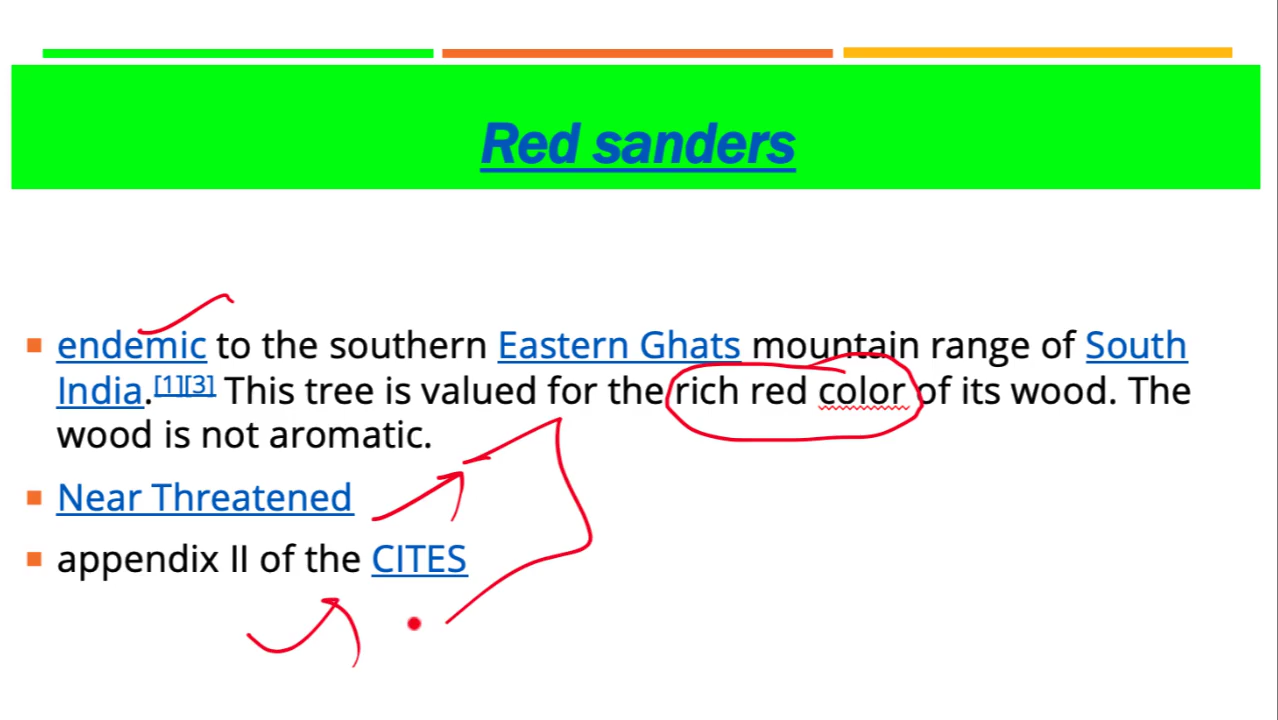 Red sanders
endemic to the southern Eastern Ghats mountain range of South
India.[1][3] This tree is valued for the rich red color of its wood. The
wood is not aromatic.
Near Threatened
appendix II of the CITES